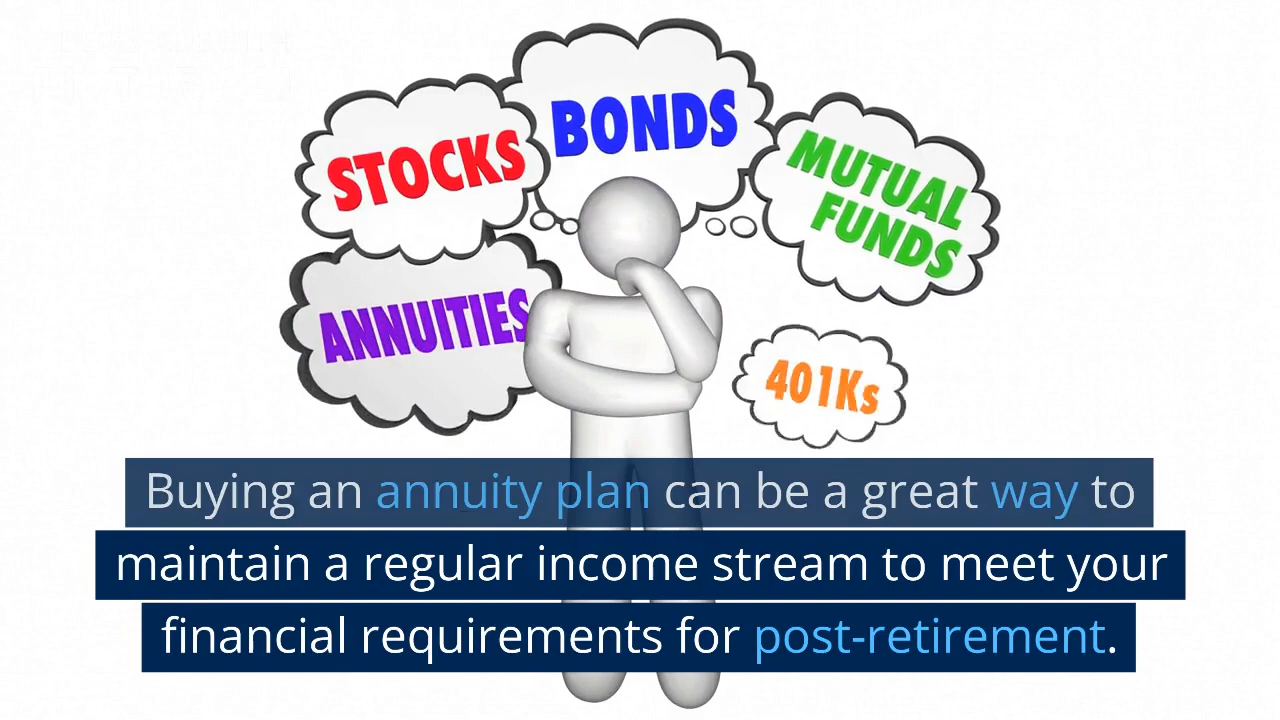 BONDS
STOCKS
MUTUAL
FUNDS
ANNUITIES
401Ks
Buying an annuity plan can be a great way to
maintain a regular income stream to meet your
financial requirements for post-retirement.